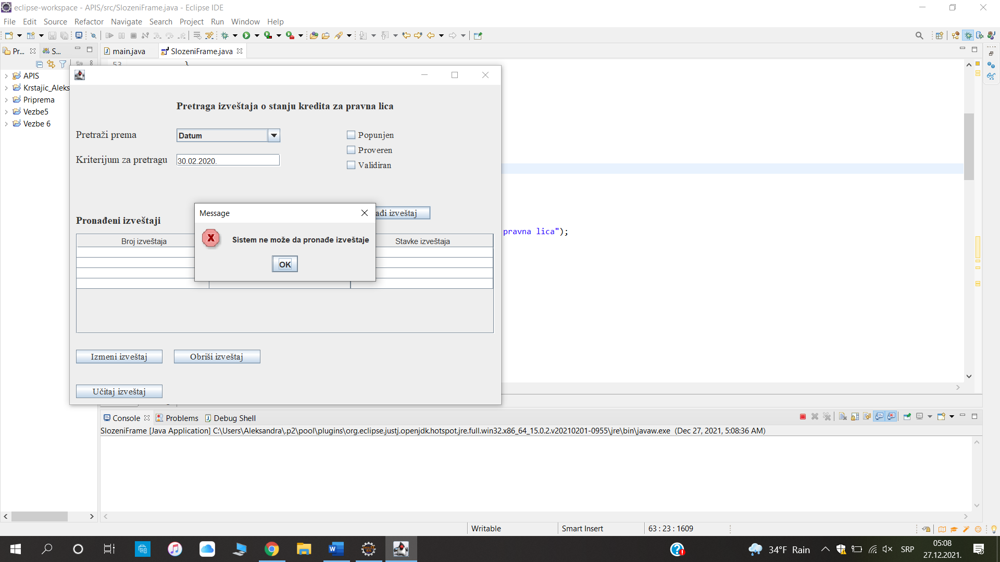 eclipse-workspace - APIS/src/SlozeniFrame.java - Eclipse IDE
File Edit Source Refactor Navigate Search Project Run Window Help
Pr... S... main.java SlozeniFrame.java
53 }
APIS
Krstajic_Aleks
Priprema
Vezbe5
Vezbe 6
Pretraga izveštaja o stanju kredita za pravna lica
Pretraži prema Datum Popunjen
Proveren
Kriterijum za pretragu 30.02.2020.
Validiran
ađi izveštaj
Pronađeni izveštaji
Message
Sistem ne može da pronađe izveštaje
OK
Broj izveštaja Stavke izveštaja
pravna lica");
Izmeni izveštaj Obriši izveštaj
Učitaj izveštaj
Console Problems Debug Shell
SlozeniFrame [Java Application] C:\Users\Aleksandra\.p2\pool\plugins\org.eclipse.justj.openjdk.hotspot.jre.full.win32.x86_64_15.0.2.v20210201-0955\jre\bin\javaw.exe (Dec 27, 2021, 5:08:36 AM)
Writable Smart Insert 63 : 23 : 1609
34°F Rain SRP 05:08
27.12.2021.